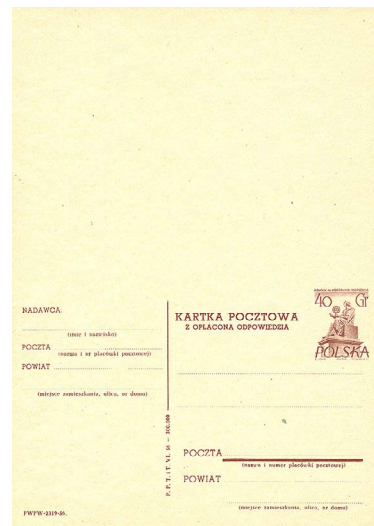 40 Gr
POLSKA
NADAWCA:
(imię i nazwisko)
POCZTA
(nazwa i nr placówki pocztowej)
POWIAT
(miejsce zamieszkania, ulica, nr domu)
KARTKA POCZTOWA
Z OPŁACONĄ ODPOWIEDZIĄ
POCZTA
(nazwa i numer placówki pocztowej)
POWIAT
(miejsce zamieszkania, ulica, nr domu)
PWPW-2319-56.